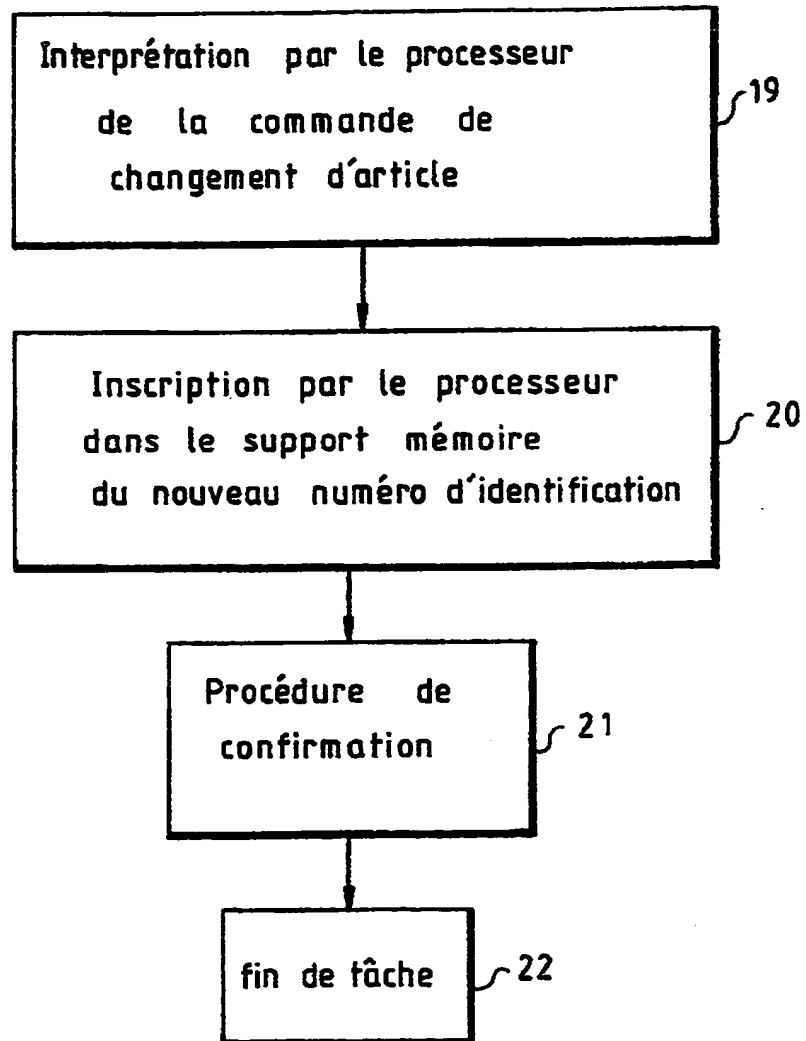 Interprétation par le processeur
de la commande de
changement d'article
19
Inscription par le processeur
dans le support mémoire
du nouveau numéro d'identification
20
Procédure de
confirmation
21
fin de tâche
22